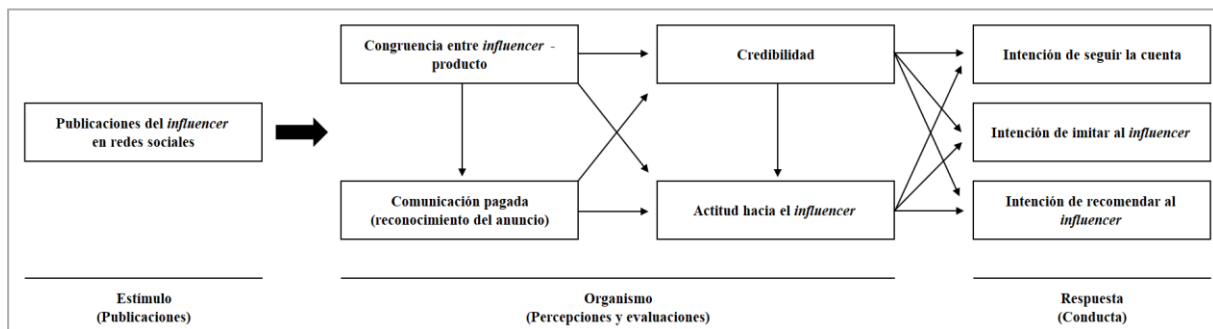 Congruencia entre influencer -
producto
Credibilidad
Intención de seguir la cuenta
Publicaciones del influencer
en redes sociales
Intención de imitar al influencer
Comunicación pagada
(reconocimiento del anuncio)
Actitud hacia el influencer
Intención de recomendar al
influencer
Estímulo
(Publicaciones)
Organismo
(Percepciones y evaluaciones)
Respuesta
(Conducta)